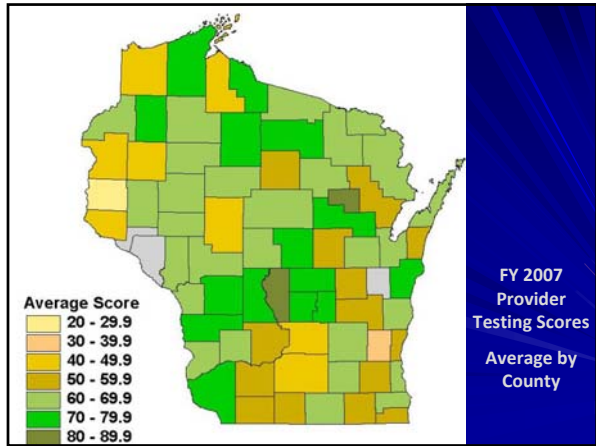 Average Score
20 - 29.9
30 - 39.9
40 - 49.9
50 - 59.9
60 - 69.9
70 - 79.9
80 - 89.9
FY 2007
Provider
Testing Scores
Average by
County